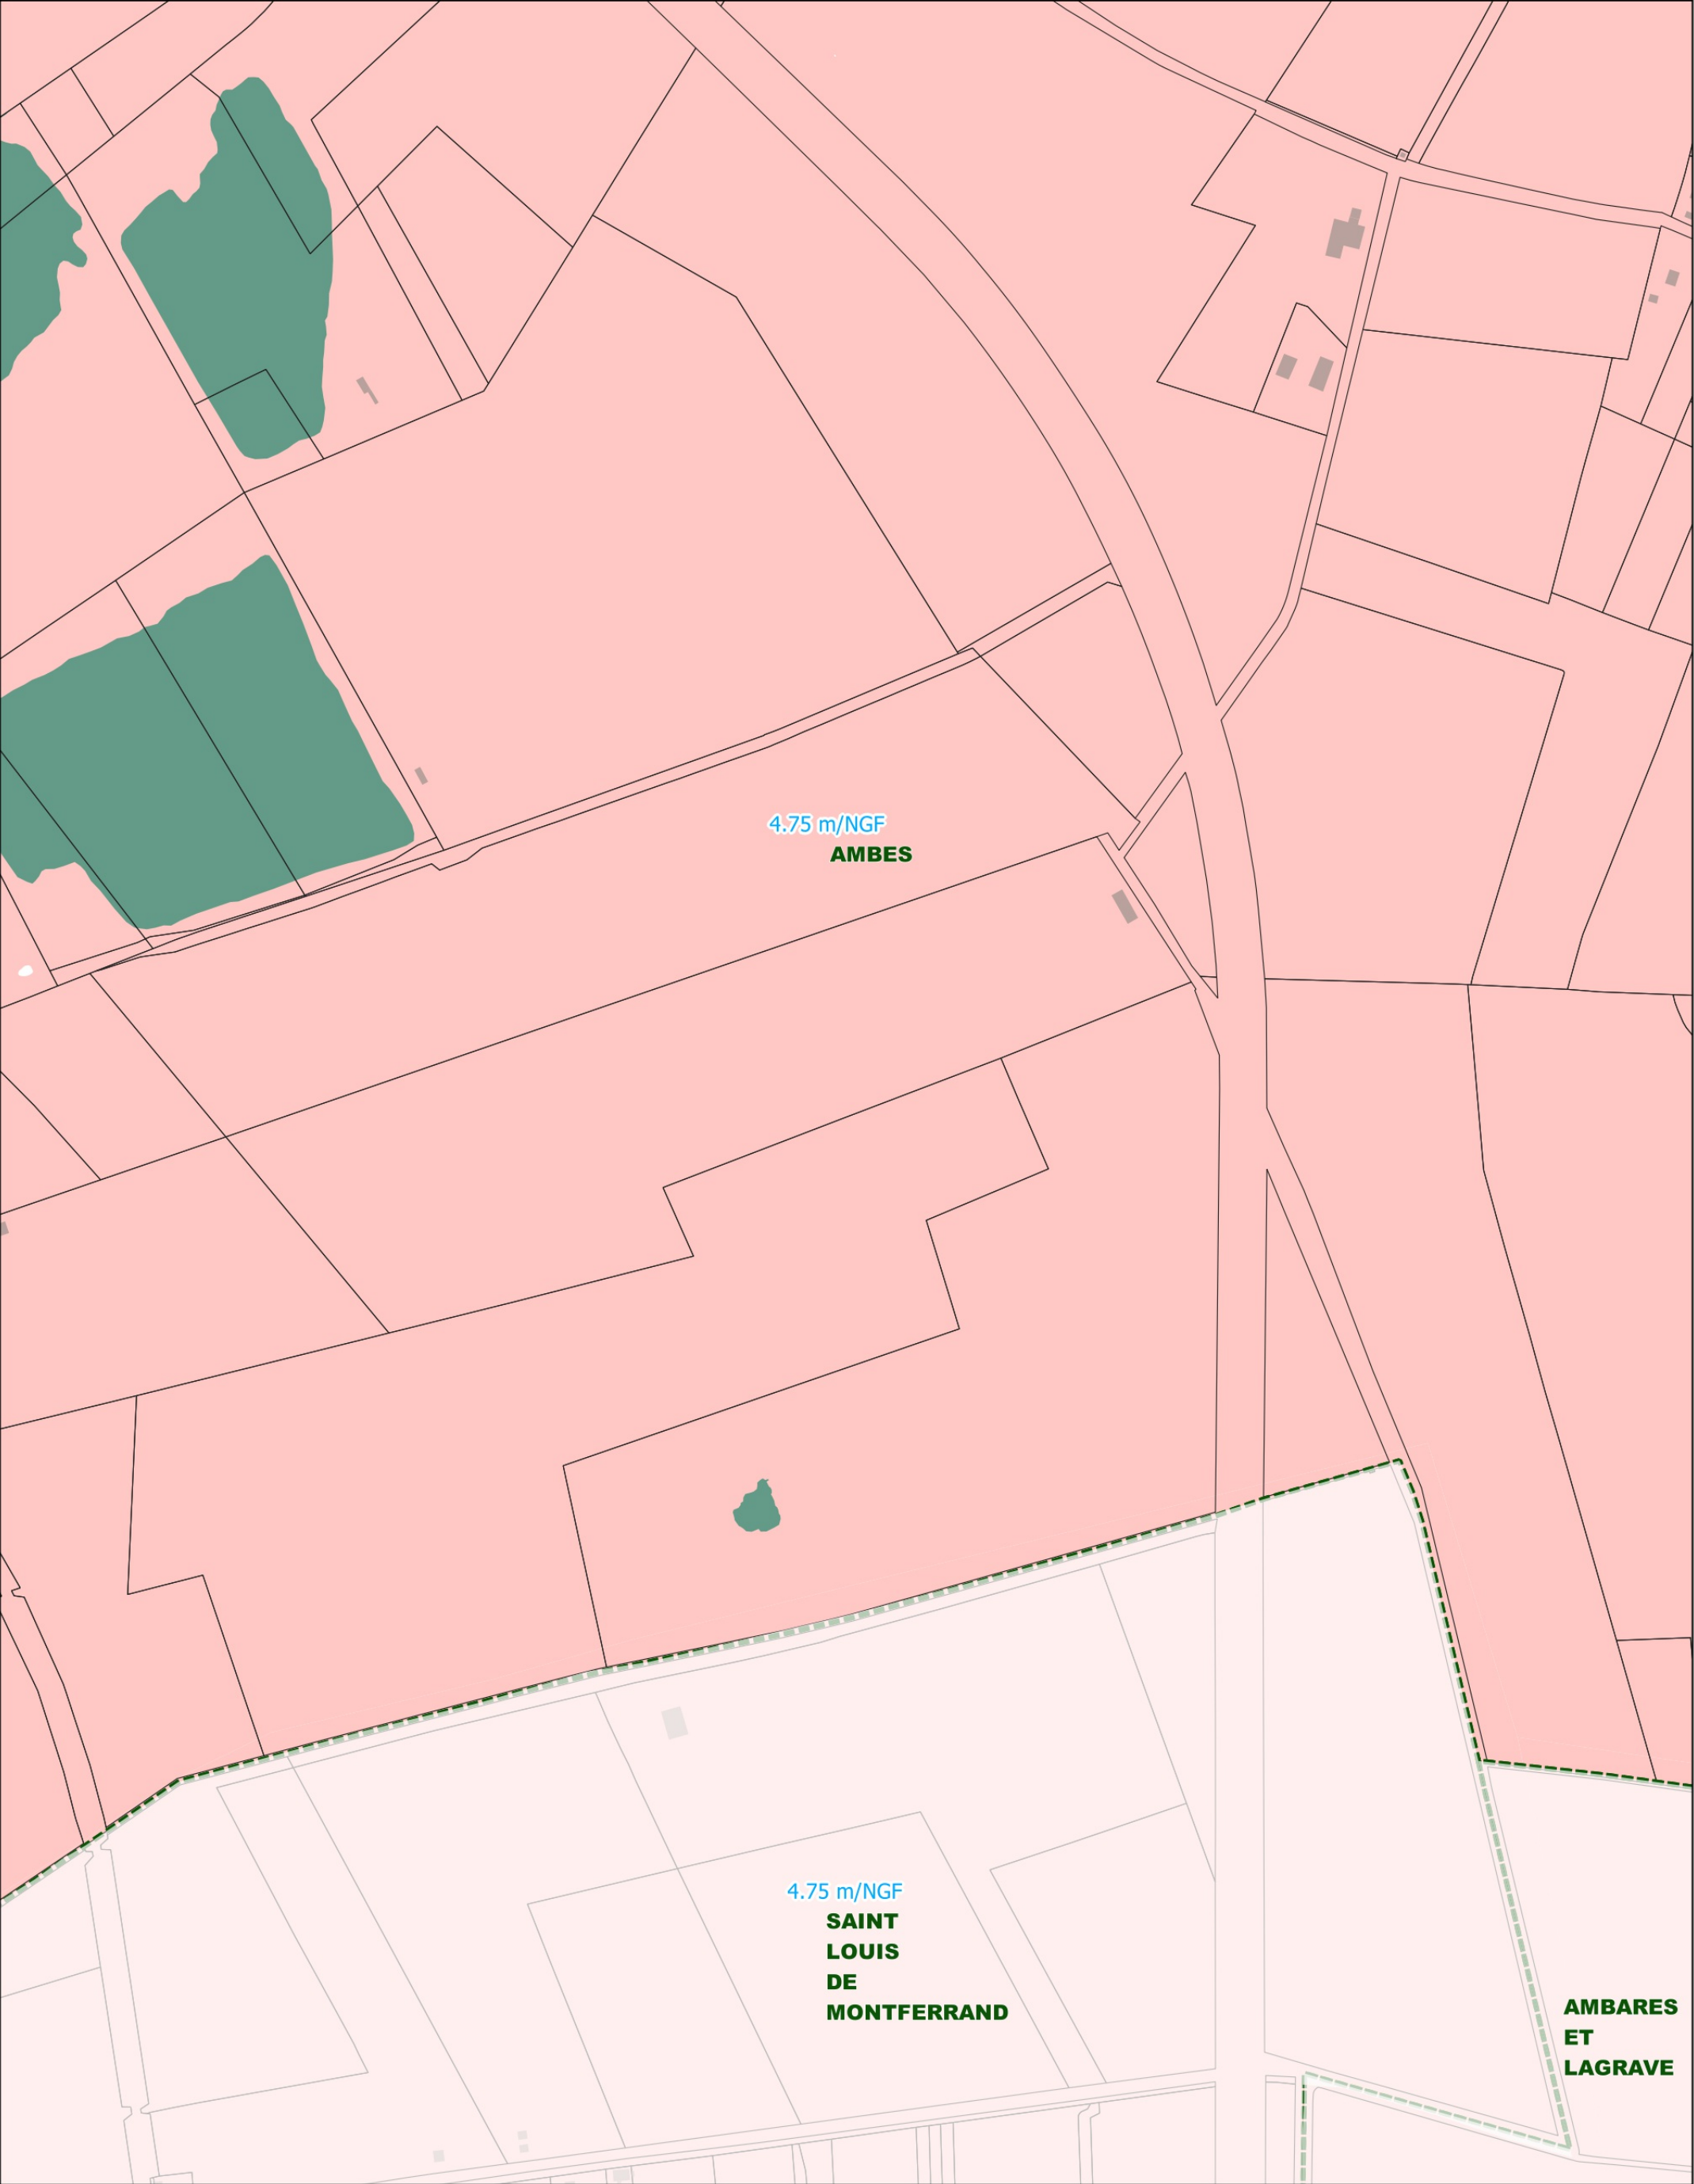 4.75 m/NGF
AMBES
4.75 m/NGF
SAINT
LOUIS
DE
MONTFERRAND
AMBARES
ET
LAGRAVE